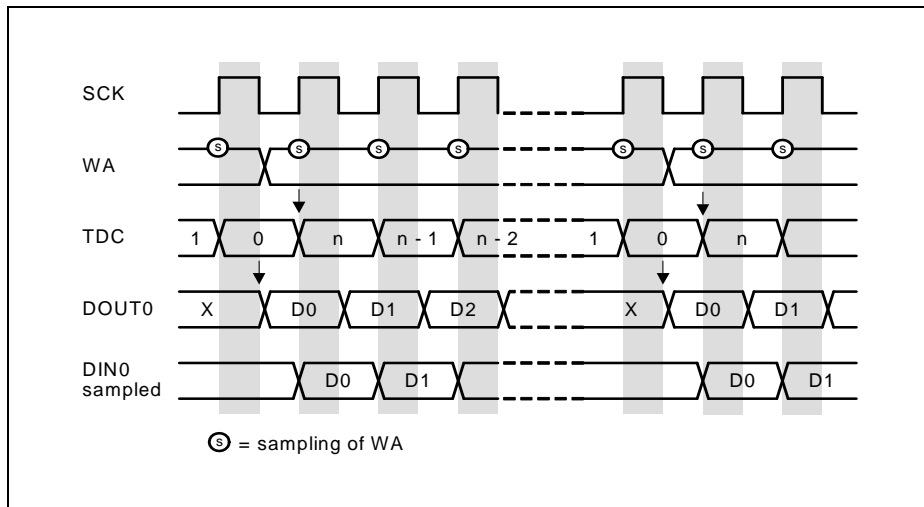 SCK
S S S S S S S
WA
TDC 1 0 n n - 1 n - 2 1 0 n
DOUT0 X D0 D1 D2 X D0 D1
DIN0
sampled D0 D1 D0 D1
S = sampling of WA